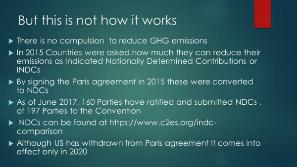 But this is not how it works
There is no compulsion to reduce GHG emissions
In 2015 Countries were asked how much they can reduce their
emissions as Indicated Nationally Determined Contributions or
INDCs
By signing the Paris agreement in 2015 these were converted
to NDCs
As of June 2017, 160 Parties have ratified and submitted NDCs ,
of 197 Parties to the Convention
NDCs can be found at https://www.c2es.org/indc-
comparison
Although US has withdrawn from Paris agreement it comes into
effect only in 2020